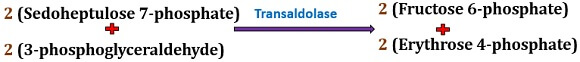 2 (Sedoheptulose 7-phosphate)
+
2 (3-phosphoglyceraldehyde)
Transaldolase
2 (Fructose 6-phosphate)
+
2 (Erythrose 4-phosphate)